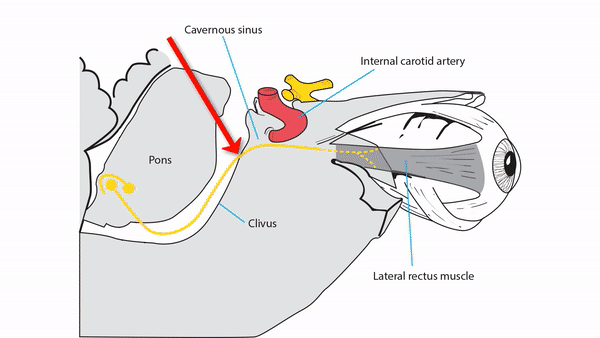 Cavernous sinus
Internal carotid artery
Pons
Clivus
Lateral rectus muscle